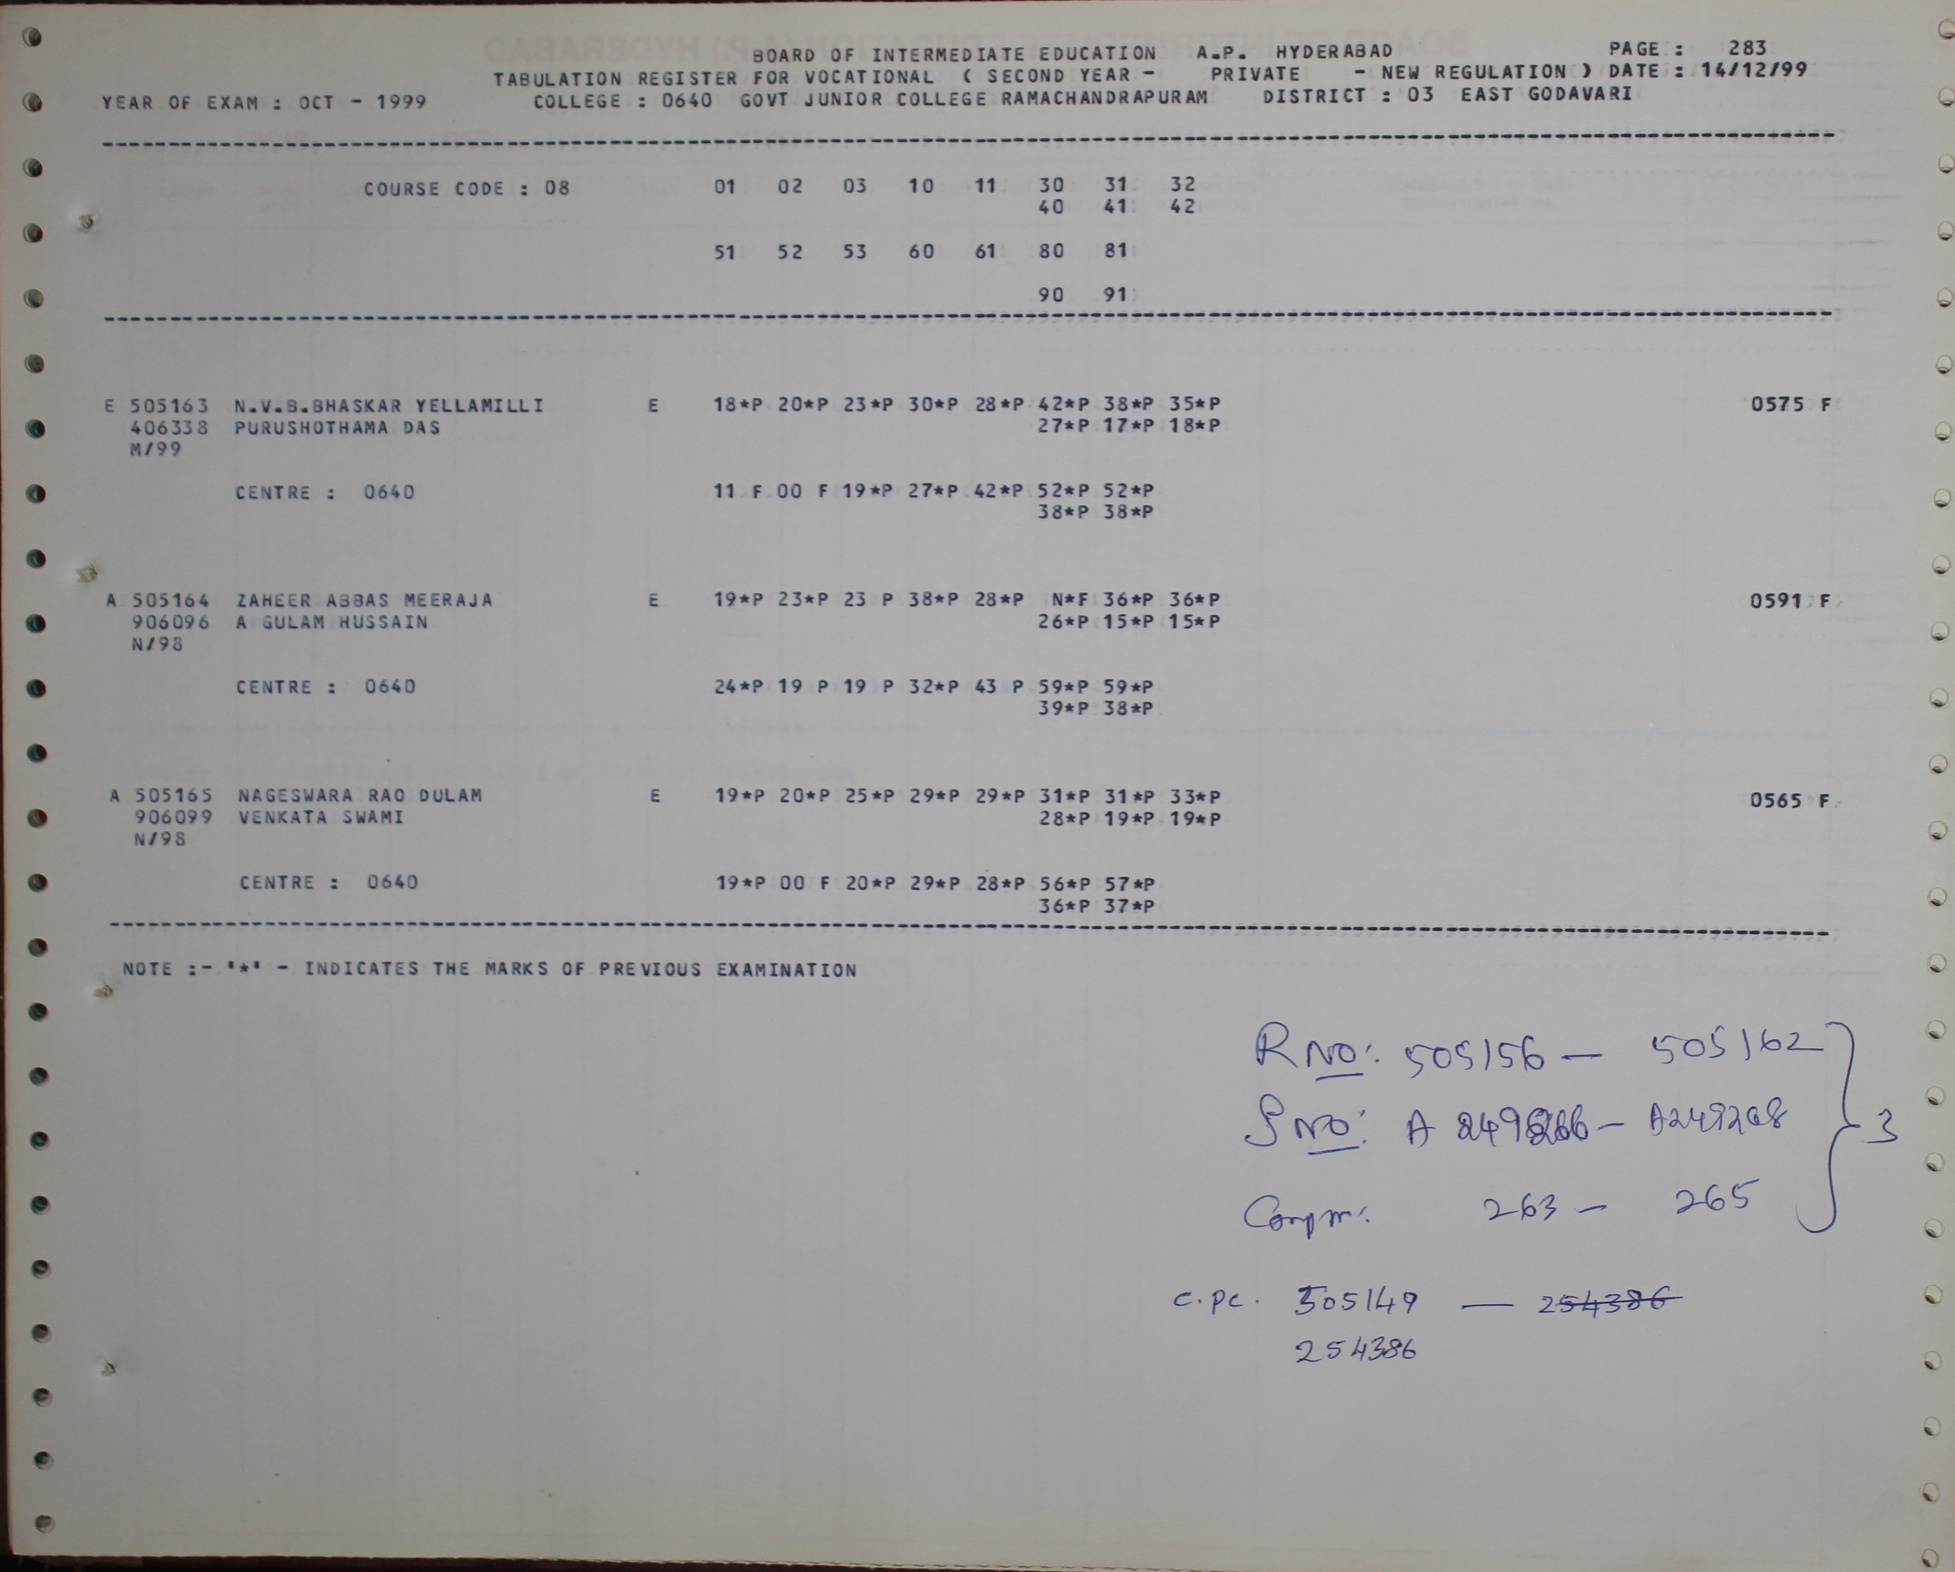 BOARD OF INTERMEDIATE EDUCATION A.P. HYDERABAD PAGE : 283
TABULATION REGISTER FOR VOCATIONAL ( SECOND YEAR - PRIVATE - NEW REGULATION ) DATE : 14/12/99
YEAR OF EXAM : OCT - 1999 COLLEGE : 0640 GOVT JUNIOR COLLEGE RAMACHANDRAPURAM DISTRICT : 03 EAST GODAVARI
COURSE CODE : 08 01 02 03 10 11 30 31 32
40 41 42
51 52 53 60 61 80 81
90 91
E 505163 N.V.B.BHASKAR YELLAMILLI E 18*P 20*P 23*P 30*P 28*P 42*P 38*P 35*P 0575 F
406338 PURUSHOTHAMA DAS 27*P 17*P 18*P
M/99
CENTRE : 0640 11 F 00 F 19*P 27*P 42*P 52*P 52*P
38*P 38*P
A 505164 ZAHEER ABBAS MEERAJA E 19*P 23*P 23 P 38*P 28*P N*F 36*P 36*P 0591 F
906096 A GULAM HUSSAIN 26*P 15*P 15*P
N/98
CENTRE : 0640 24*P 19 P 19 P 32*P 43 P 59*P 59*P
39*P 38*P
A 505165 NAGESWARA RAO DULAM E 19*P 20*P 25*P 29*P 29*P 31*P 31*P 33*P 0565 F
906099 VENKATA SWAMI 28*P 19*P 19*P
N/98
CENTRE : 0640 19*P 00 F 20*P 29*P 28*P 56*P 57*P
36*P 37*P
NOTE :- '*' - INDICATES THE MARKS OF PREVIOUS EXAMINATION
R NO: 505156 — 505162
S NO: A — A249268 3
263 — 265
C.PC. 505149 — 254386
254386